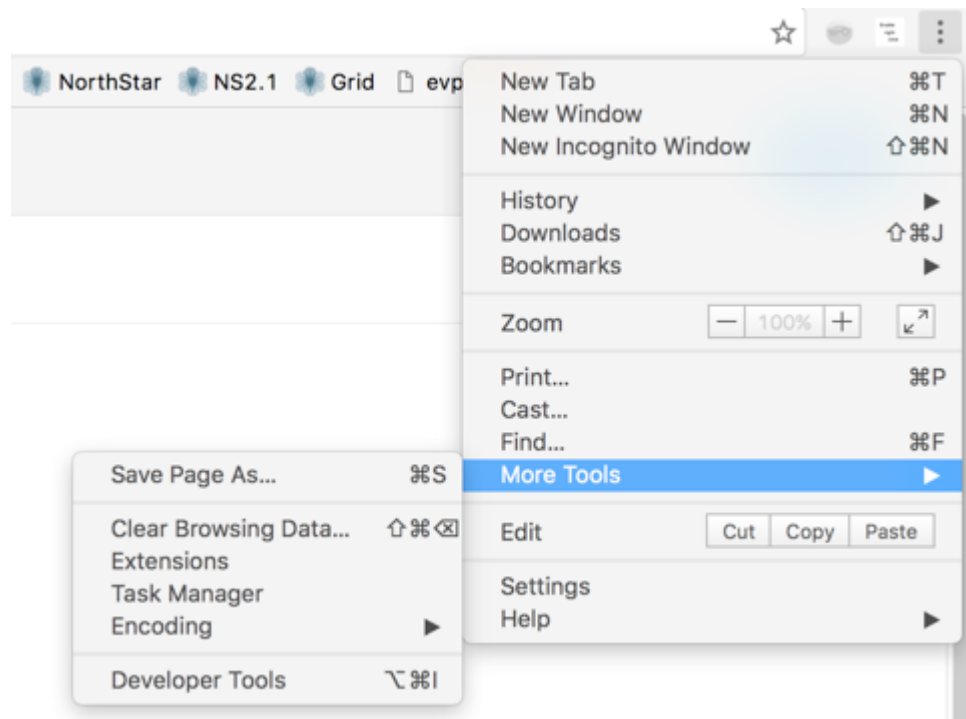 NorthStar NS2.1 Grid evp
New Tab ⌘T
New Window ⌘N
New Incognito Window ⇧⌘N
History ▶
Downloads ⇧⌘J
Bookmarks ▶
Zoom — 100% +
Print... ⌘P
Cast...
Find... ⌘F
More Tools ▶
Edit Cut Copy Paste
Settings
Help ▶
Save Page As... ⌘S
Clear Browsing Data... ⇧⌘⌫
Extensions
Task Manager
Encoding ▶
Developer Tools ⌥⌘I